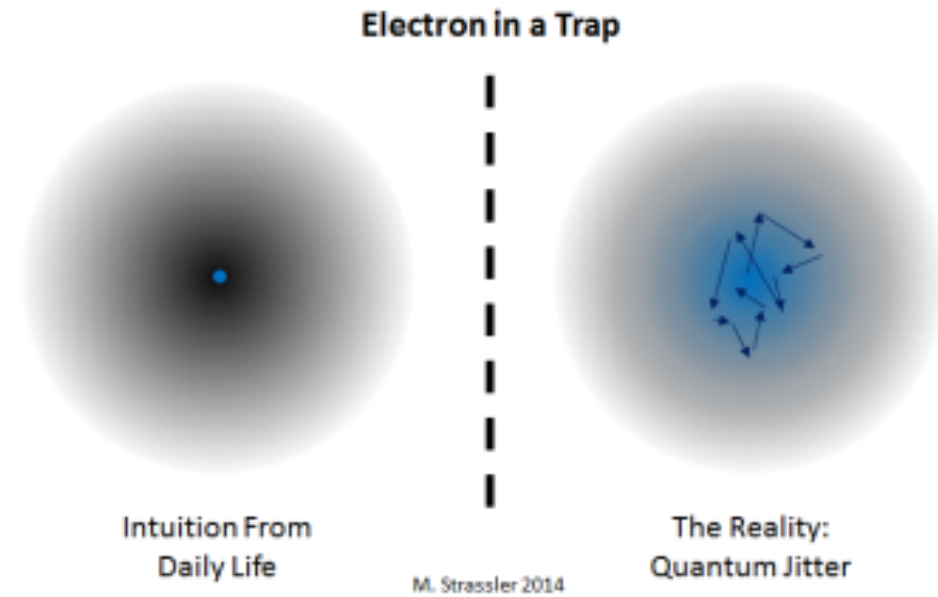 Electron in a Trap
Intuition From
Daily Life
The Reality:
Quantum Jitter
M. Strassler 2014